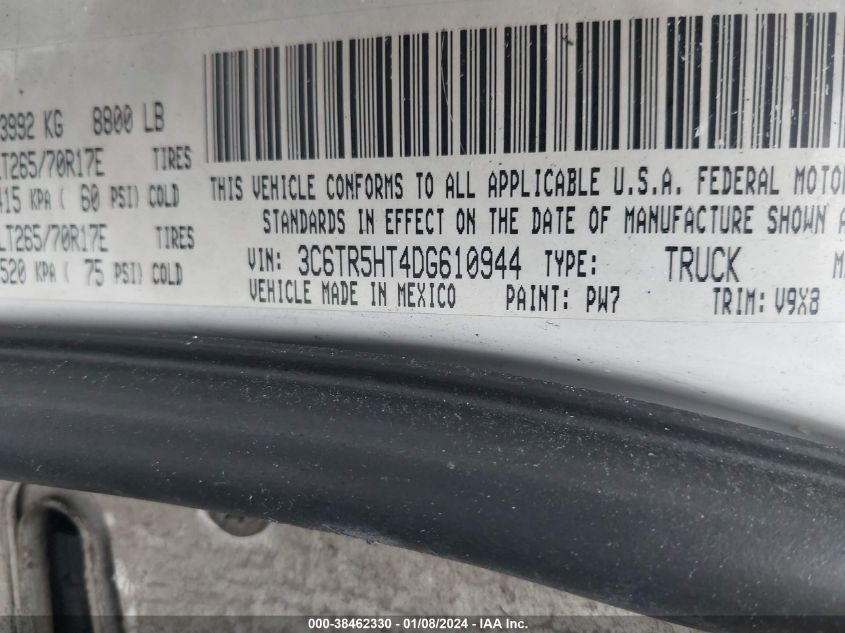 3992 KG 8800 LB
LT265/70R17E TIRES
415 KPA ( 60 PSI) COLD
LT265/70R17E TIRES
520 KPA ( 75 PSI) COLD
THIS VEHICLE CONFORMS TO ALL APPLICABLE U.S.A. FEDERAL MOTOR
STANDARDS IN EFFECT ON THE DATE OF MANUFACTURE SHOWN A
VIN: 3C6TR5HT4DG610944 TYPE: TRUCK M
VEHICLE MADE IN MEXICO PAINT: PW7 TRIM: V9X8
000-38462330 - 01/08/2024 - IAA Inc.